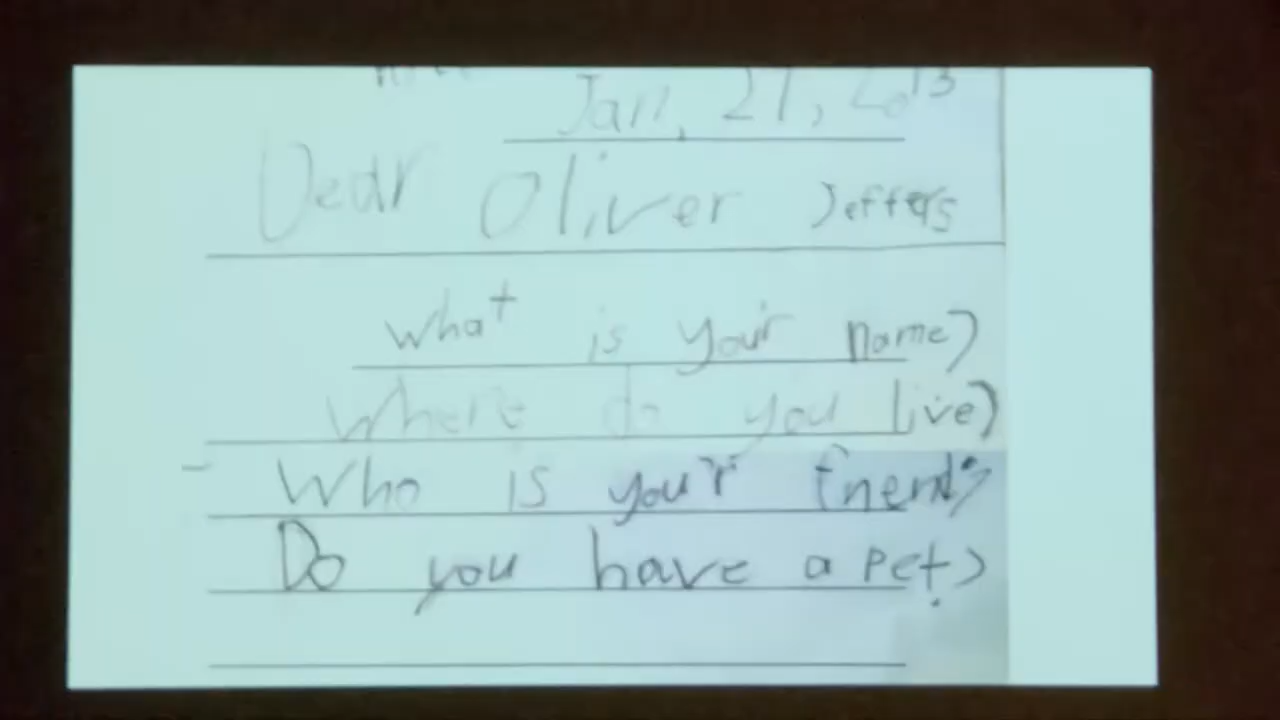 Jan, 27, 2013
Dear Oliver Jeffers
What is your name?
Where do you live?
Who is your friend?
Do you have a pet?